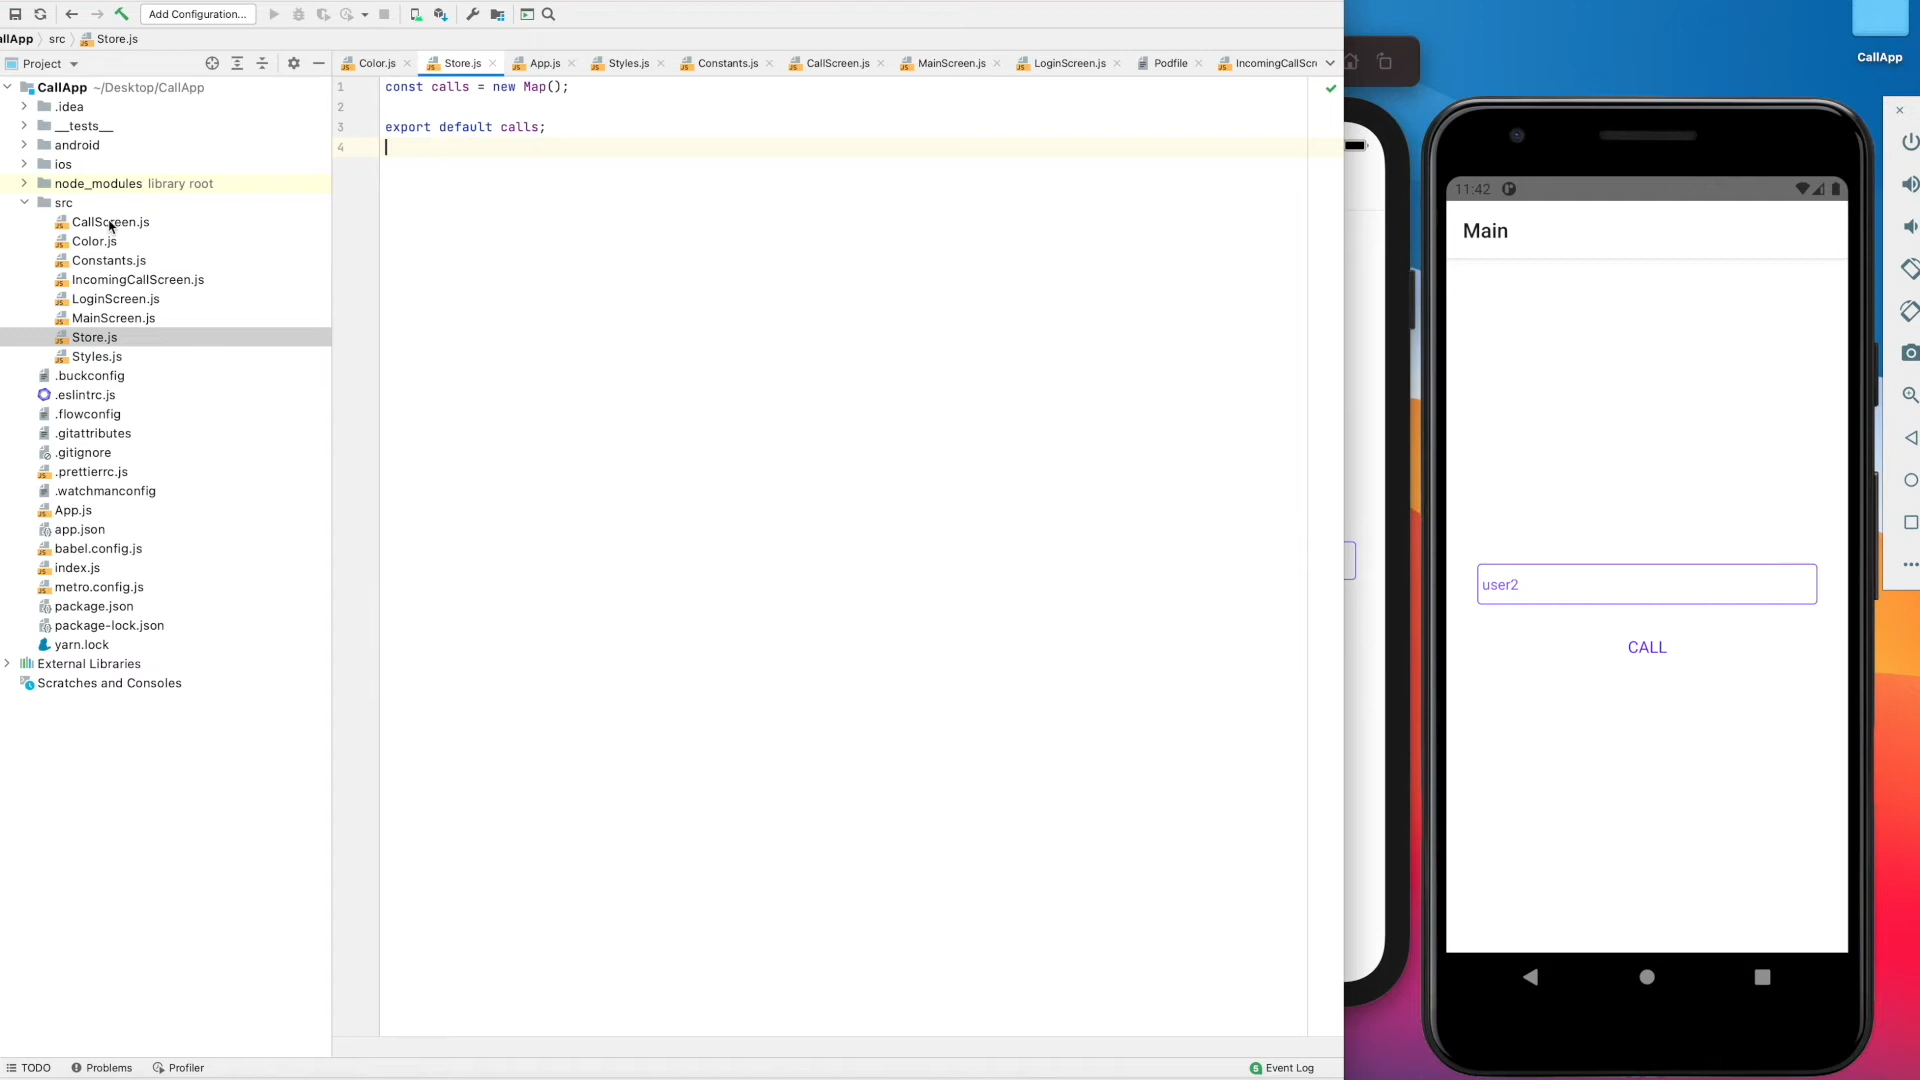 Add Configuration...
allApp src Store.js
Project
Color.js Store.js App.js Styles.js Constants.js CallScreen.js MainScreen.js LoginScreen.js Podfile IncomingCallScre
CallApp ~/Desktop/CallApp
.idea
__tests__
android
ios
node_modules library root
src
CallScreen.js
Color.js
Constants.js
IncomingCallScreen.js
LoginScreen.js
MainScreen.js
Store.js
Styles.js
.buckconfig
.eslintrc.js
.flowconfig
.gitattributes
.gitignore
.prettierrc.js
.watchmanconfig
App.js
app.json
babel.config.js
index.js
metro.config.js
package.json
package-lock.json
yarn.lock
External Libraries
Scratches and Consoles
1 const calls = new Map();
2
3 export default calls;
4
TODO Problems Profiler
5 Event Log
CallApp
11:42
Main
user2
CALL